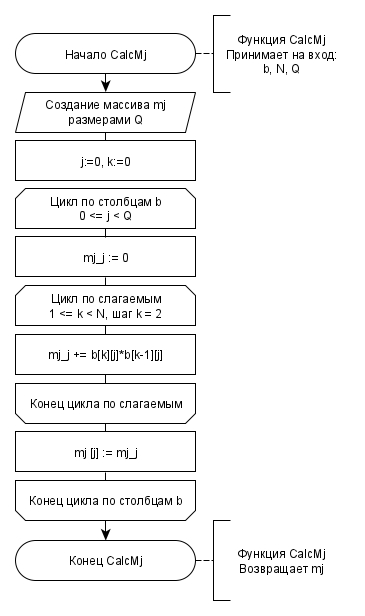 Начало CalcMj
Функция CalcMj
Принимает на вход:
b, N, Q
Создание массива mj
размерами Q
j:=0, k:=0
Цикл по столбцам b
0 <= j < Q
mj_j := 0
Цикл по слагаемым
1 <= k < N, шаг k = 2
mj_j += b[k][j]*b[k-1][j]
Конец цикла по слагаемым
mj [j] := mj_j
Конец цикла по столбцам b
Конец CalcMj
Функция CalcMj
Возвращает mj